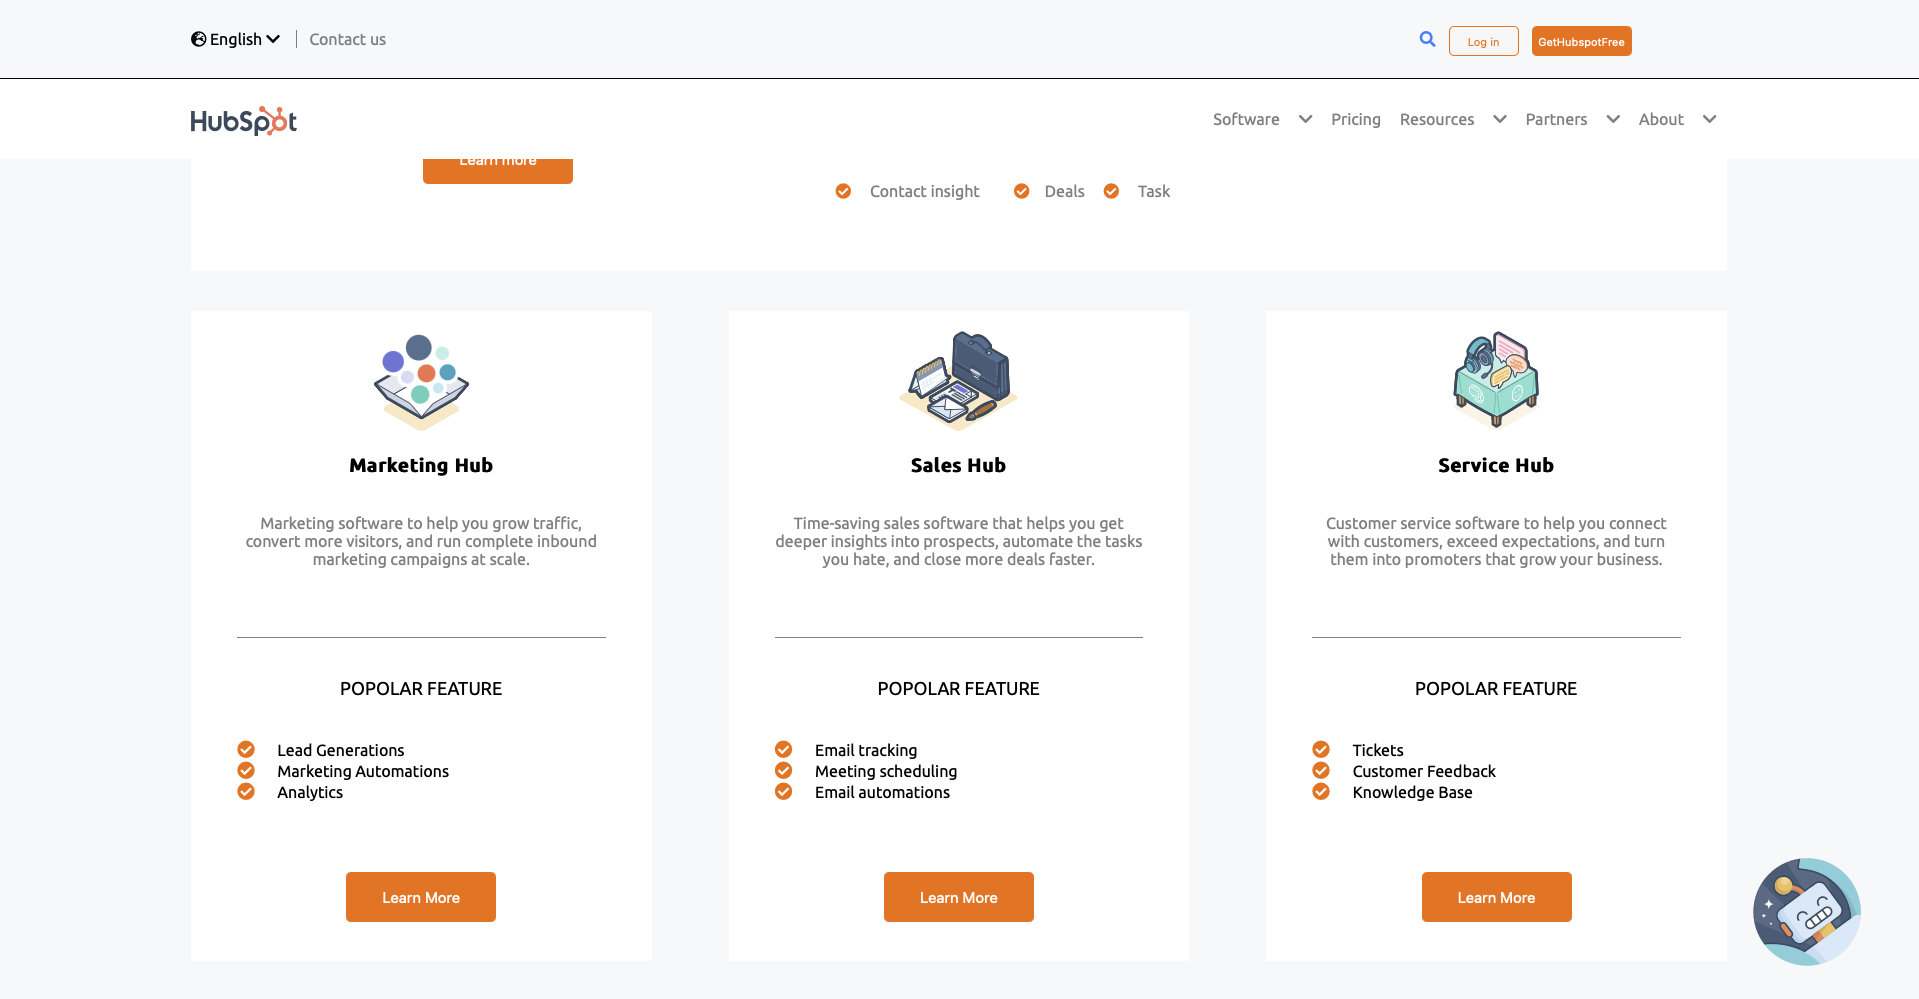 English
Contact us
Log in
GetHubspotFree
HubSpot
Software
Pricing
Resources
Partners
About
Learn more
Contact insight
Deals
Task
Marketing Hub
Marketing software to help you grow traffic,
convert more visitors, and run complete inbound
marketing campaigns at scale.
POPOLAR FEATURE
Lead Generations
Marketing Automations
Analytics
Learn More
Sales Hub
Time-saving sales software that helps you get
deeper insights into prospects, automate the tasks
you hate, and close more deals faster.
POPOLAR FEATURE
Email tracking
Meeting scheduling
Email automations
Learn More
Service Hub
Customer service software to help you connect
with customers, exceed expectations, and turn
them into promoters that grow your business.
POPOLAR FEATURE
Tickets
Customer Feedback
Knowledge Base
Learn More